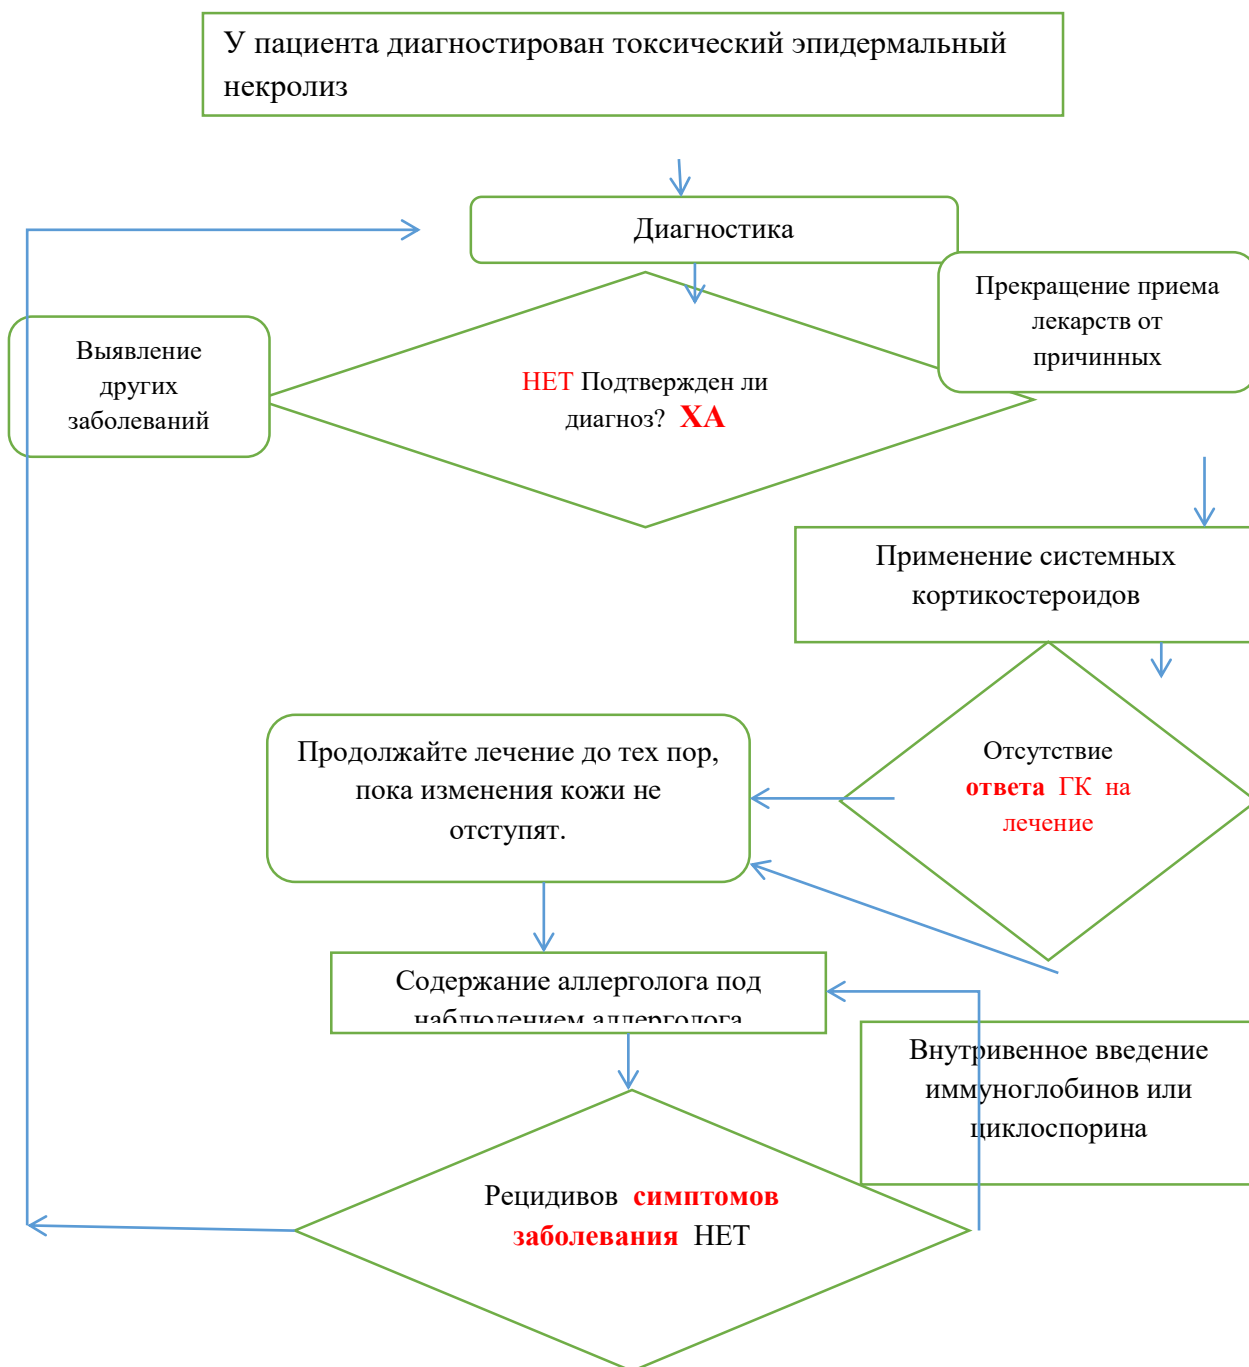 У пациента диагностирован токсический эпидермальный
некролиз
Диагностика
Прекращение приема
лекарств от
причинных
Выявление
других
заболеваний
НЕТ Подтвержден ли
диагноз? ХА
Применение системных
кортикостероидов
Отсутствие
ответа ГК на
лечение
Продолжайте лечение до тех пор,
пока изменения кожи не
отступят.
Содержание аллерголога под
наблюдением аллерголога
Внутривенное введение
иммуноглобинов или
циклоспорина
Рецидивов симптомов
заболевания НЕТ